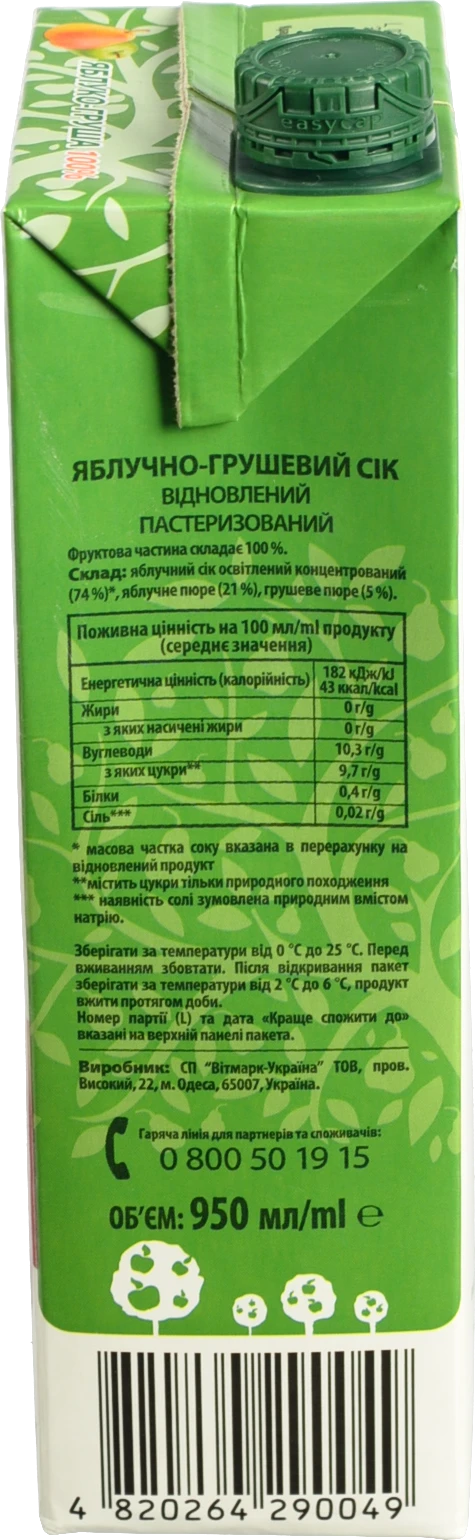 ЯБЛУКО-ГРУША 100%
easycap
ЯБЛУЧНО-ГРУШЕВИЙ СІК
ВІДНОВЛЕНИЙ
ПАСТЕРИЗОВАНИЙ
Фруктова частина складає 100 %.
Склад: яблучний сік освітлений концентрований
(74 %)*, яблучне пюре (21 %), грушеве пюре (5 %).
Поживна цінність на 100 мл/ml продукту
(середнє значення)
Енергетична цінність (калорійність) 182 кДж/kJ
43 ккал/kcal
Жири 0 г/g
з яких насичені жири 0 г/g
Вуглеводи 10,3 г/g
з яких цукри** 9,7 г/g
Білки 0,4 г/g
Сіль*** 0,02 г/g
* масова частка соку вказана в перерахунку на
відновлений продукт
**містить цукри тільки природного походження
*** наявність солі зумовлена природним вмістом
натрію.
Зберігати за температури від 0 °С до 25 °С. Перед
вживанням збовтати. Після відкривання пакет
зберігати за температури від 2 °С до 6 °С, продукт
вжити протягом доби.
Номер партії (L) та дата «Краще спожити до»
вказані на верхній панелі пакета.
Виробник: СП "Вітмарк-Україна" ТОВ, пров.
Високий, 22, м. Одеса, 65007, Україна.
Гаряча лінія для партнерів та споживачів:
0 800 50 19 15
ОБ'ЄМ: 950 мл/ml ℮
4 820264 290049